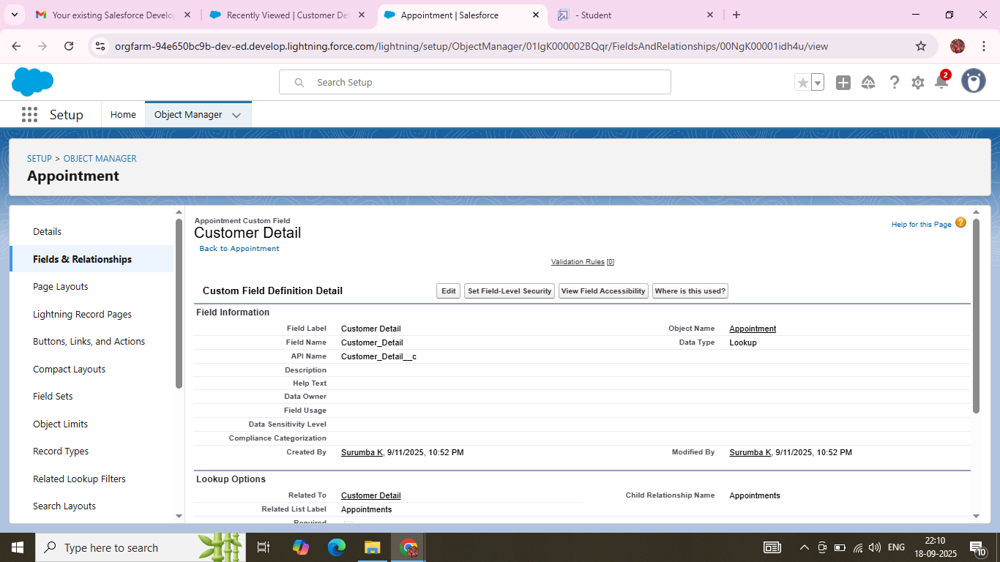 Your existing Salesforce Develo
Recently Viewed | Customer De
Appointment | Salesforce
- Student
orgfarm-94e650bc9b-dev-ed.develop.lightning.force.com/lightning/setup/ObjectManager/01IgK000002BQqr/FieldsAndRelationships/00NgK00001idh4u/view
Search Setup
2
Setup
Home
Object Manager
SETUP > OBJECT MANAGER
Appointment
Details
Fields & Relationships
Page Layouts
Lightning Record Pages
Buttons, Links, and Actions
Compact Layouts
Field Sets
Object Limits
Record Types
Related Lookup Filters
Search Layouts
Appointment Custom Field
Customer Detail
Back to Appointment
Help for this Page ?
Validation Rules [0]
Custom Field Definition Detail
Edit
Set Field-Level Security
View Field Accessibility
Where is this used?
Field Information
Field Label Customer Detail Object Name Appointment
Field Name Customer_Detail Data Type Lookup
API Name Customer_Detail__c
Description
Help Text
Data Owner
Field Usage
Data Sensitivity Level
Compliance Categorization
Created By Surumba K, 9/11/2025, 10:52 PM Modified By Surumba K, 9/11/2025, 10:52 PM
Lookup Options
Related To Customer Detail Child Relationship Name Appointments
Related List Label Appointments
Required
Type here to search
ENG
22:10
18-09-2025
10